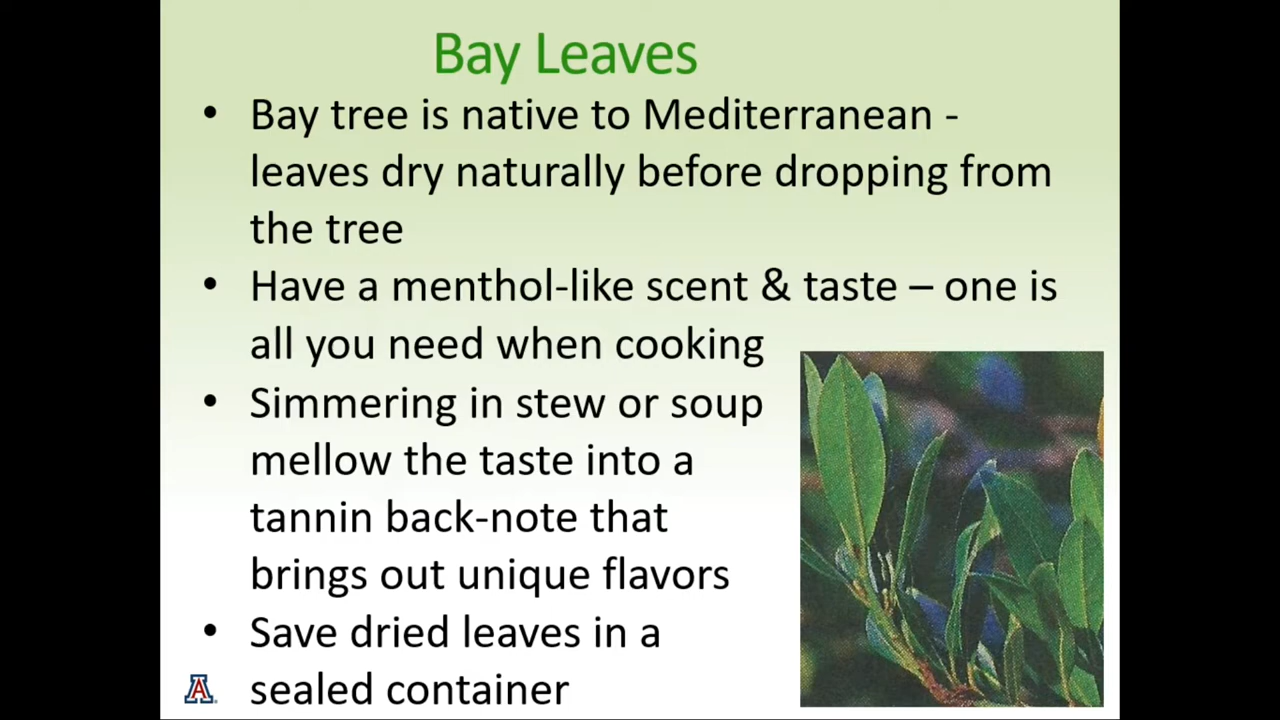 Bay Leaves
• Bay tree is native to Mediterranean -
leaves dry naturally before dropping from
the tree
• Have a menthol-like scent & taste – one is
all you need when cooking
• Simmering in stew or soup
mellow the taste into a
tannin back-note that
brings out unique flavors
• Save dried leaves in a
sealed container
A